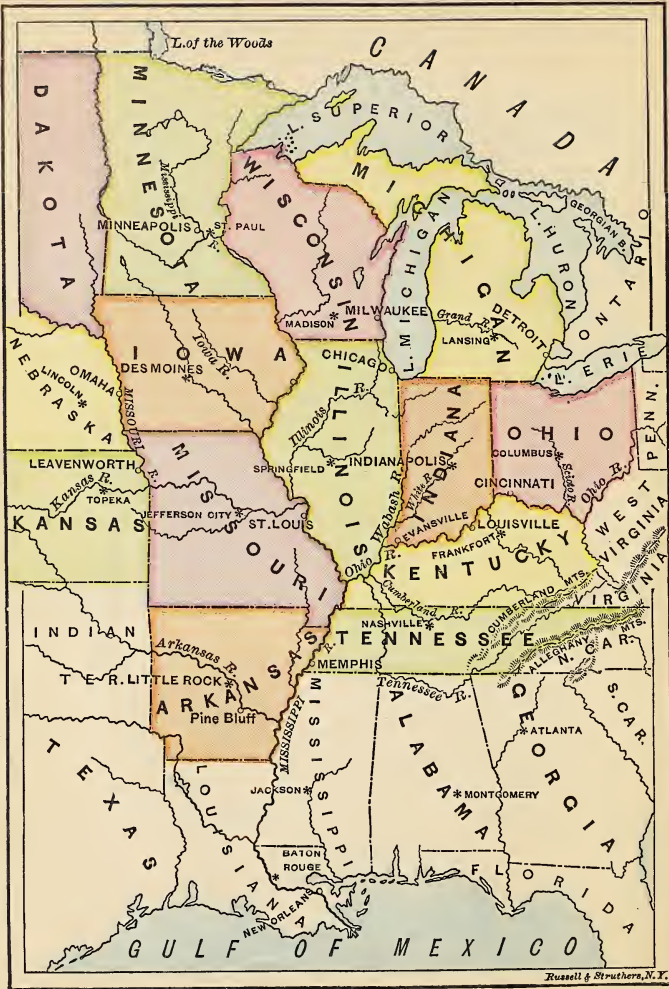 L. of the Woods
CANADA
DAKOTA
MINNESOTA
L. SUPERIOR
WISCONSIN
MICHIGAN
Mississippi
R.
MINNEAPOLIS
ST. PAUL
L. MICHIGAN
L. HURON
GEORGIAN B.
ONTARIO
MADISON
MILWAUKEE
Grand R.
LANSING
DETROIT
L. ERIE
NEBRASKA
OMAHA
LINCOLN
IOWA
Iowa R.
DES MOINES
CHICAGO
ILLINOIS
Illinois
R.
INDIANA
OHIO
COLUMBUS
Scioto R.
Ohio R.
PENN.
MISSOURI R.
MISSOURI
LEAVENWORTH
Kansas R.
TOPEKA
KANSAS
JEFFERSON CITY
ST. LOUIS
SPRINGFIELD
INDIANAPOLIS
White R.
Wabash R.
CINCINNATI
EVANSVILLE
LOUISVILLE
FRANKFORT
WEST
VIRGINIA
Ohio R.
KENTUCKY
Cumberland R.
CUMBERLAND MTS.
VIRGINIA
NASHVILLE
TENNESSEE
ALLEGHANY MTS.
N. CAR.
MEMPHIS
Tennessee R.
INDIAN
TER.
Arkansas R.
LITTLE ROCK
ARKANSAS
Pine Bluff
MISSISSIPPI
R.
MISSISSIPPI
ALABAMA
GEORGIA
S. CAR.
ATLANTA
TEXAS
LOUISIANA
JACKSON
MONTGOMERY
BATON
ROUGE
NEW ORLEANS
FLORIDA
GULF OF MEXICO
Russell & Struthers, N.Y.